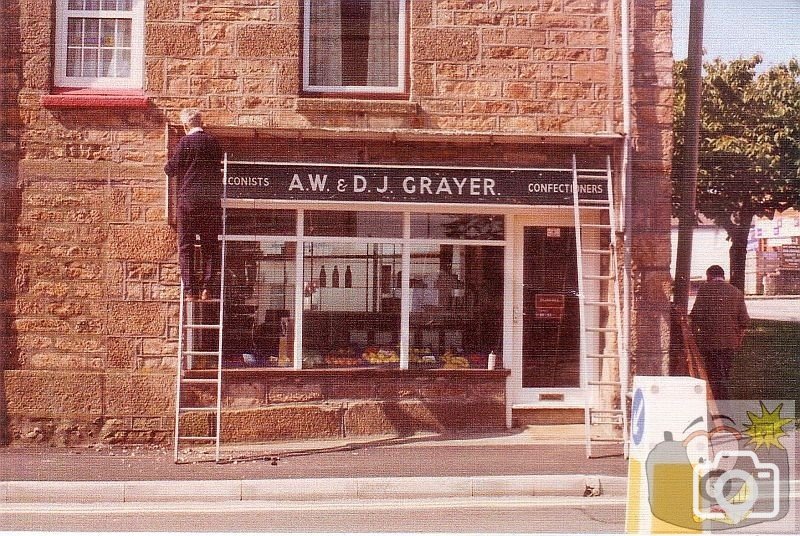 CONISTS A.W. & D.J. GRAYER. CONFECTIONERS